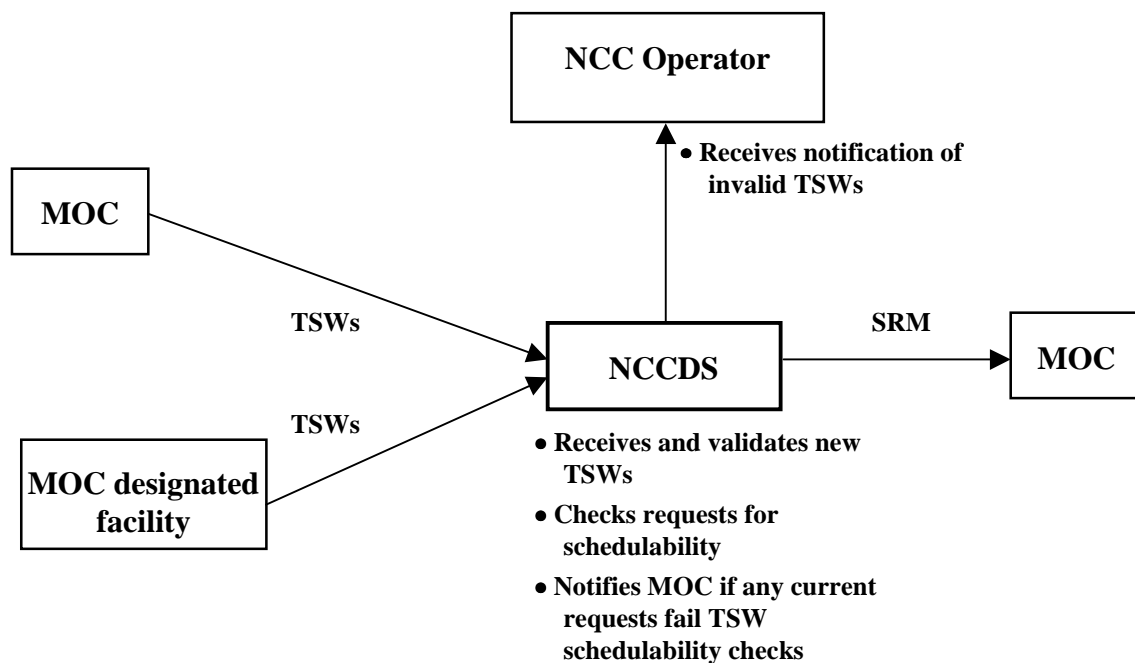 NCC Operator
• Receives notification of
invalid TSWs
MOC
TSWs
SRM
NCCDS
MOC
TSWs
MOC designated
facility
• Receives and validates new
TSWs
• Checks requests for
schedulability
• Notifies MOC if any current
requests fail TSW
schedulability checks